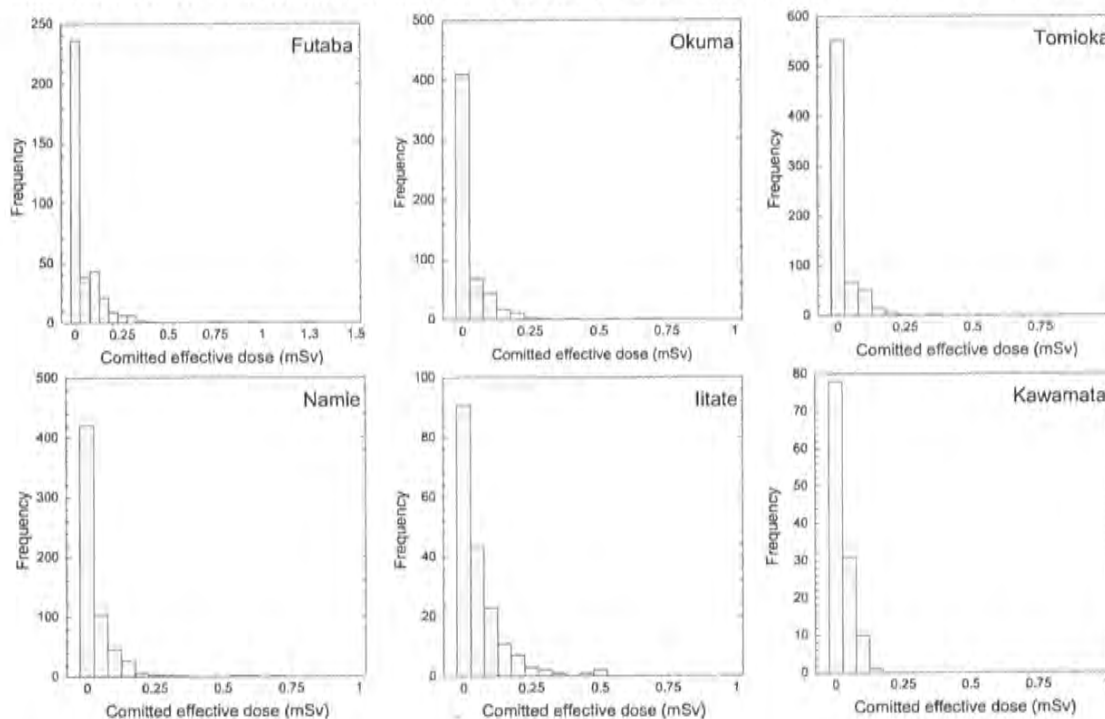 Futaba
250
200
150
100
50
0
Frequency
0 0.25 0.5 0.75 1 1.3 1.5
Comitted effective dose (mSv)
Okuma
500
400
300
200
100
0
Frequency
0 0.25 0.5 0.75 1
Comitted effective dose (mSv)
Tomioka
600
500
400
300
200
100
0
Frequency
0 0.25 0.5 0.75
Comitted effective dose (mSv)
Namie
500
400
300
200
100
0
Frequency
0 0.25 0.5 0.75 1
Comitted effective dose (mSv)
Iitate
100
80
60
40
20
0
Frequency
0 0.25 0.5 0.75 1
Comitted effective dose (mSv)
Kawamata
80
70
60
50
40
30
20
10
0
Frequency
0 0.25 0.5 0.75 1
Comitted effective dose (mSv)